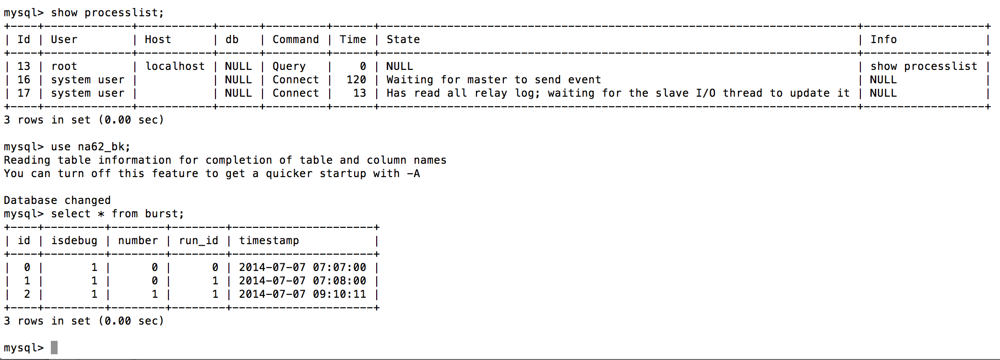 mysql> show processlist;
+----+-------------+-----------+------+---------+------+-----------------------------------------------------------------------+------------------+
| Id | User        | Host      | db   | Command | Time | State                                                                 | Info             |
+----+-------------+-----------+------+---------+------+-----------------------------------------------------------------------+------------------+
| 13 | root        | localhost | NULL | Query   |    0 | NULL                                                                  | show processlist |
| 16 | system user |           | NULL | Connect |  120 | Waiting for master to send event                                      | NULL             |
| 17 | system user |           | NULL | Connect |   13 | Has read all relay log; waiting for the slave I/O thread to update it | NULL             |
+----+-------------+-----------+------+---------+------+-----------------------------------------------------------------------+------------------+
3 rows in set (0.00 sec)
mysql> use na62_bk;
Reading table information for completion of table and column names
You can turn off this feature to get a quicker startup with -A
Database changed
mysql> select * from burst;
+----+---------+--------+--------+---------------------+
| id | isdebug | number | run_id | timestamp           |
+----+---------+--------+--------+---------------------+
|  0 |       1 |      0 |      0 | 2014-07-07 07:07:00 |
|  1 |       1 |      0 |      1 | 2014-07-07 07:08:00 |
|  2 |       1 |      1 |      1 | 2014-07-07 09:10:11 |
+----+---------+--------+--------+---------------------+
3 rows in set (0.00 sec)
mysql>